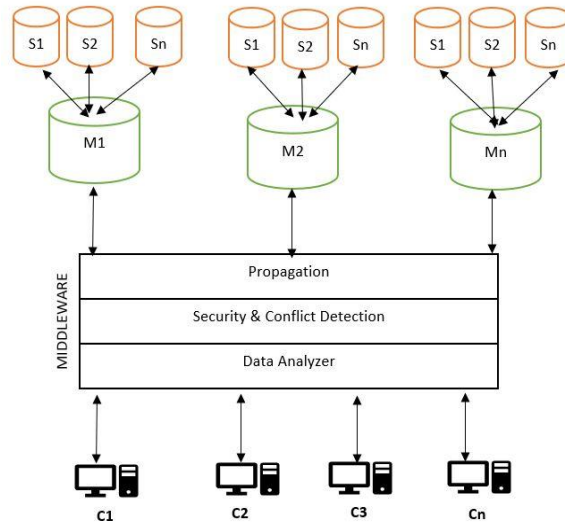 S1 S2 Sn S1 S2 Sn S1 S2 Sn
M1 M2 Mn
MIDDLEWARE
Propagation
Security & Conflict Detection
Data Analyzer
C1 C2 C3 Cn